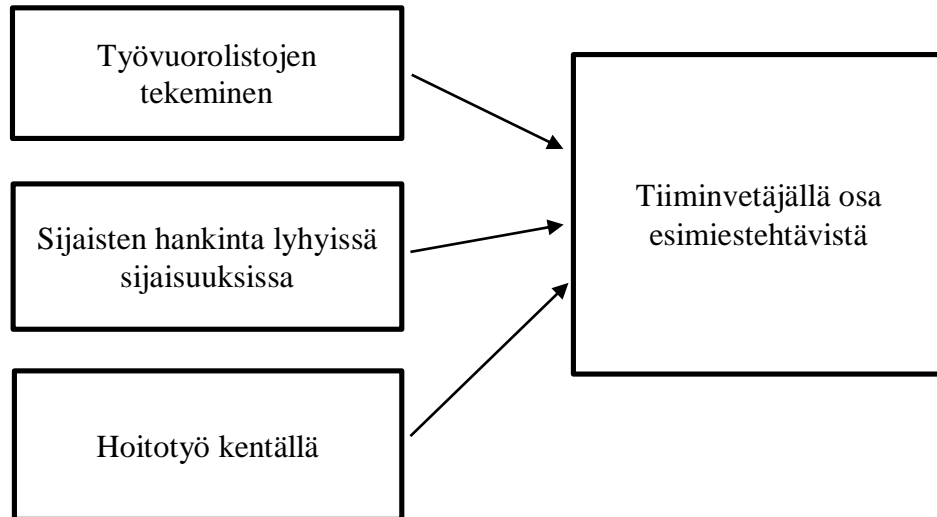 Työvuorolistojen
tekeminen
Sijaisten hankinta lyhyissä
sijaisuuksissa
Hoitotyö kentällä
Tiiminvetäjällä osa
esimiestehtävistä